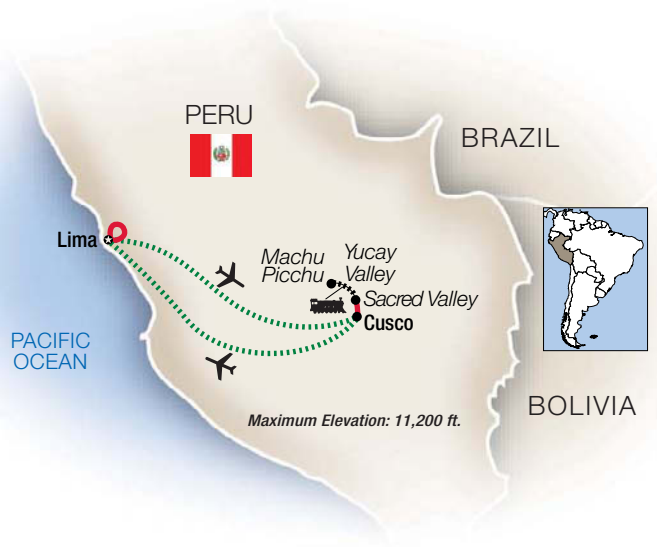 PERU
BRAZIL
Lima
Machu
Picchu
Yucay
Valley
Sacred Valley
Cusco
PACIFIC
OCEAN
BOLIVIA
Maximum Elevation: 11,200 ft.